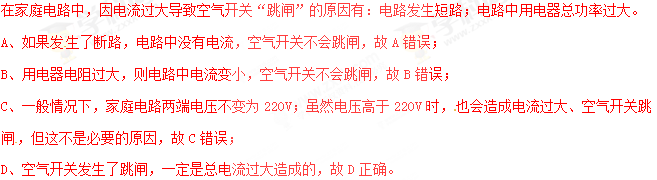 在家庭电路中，因电流过大导致空气开关“跳闸”的原因有：电路发生短路；电路中用电器总功率过大。
A、如果发生了断路，电路中没有电流，空气开关不会跳闸，故 A 错误；
B、用电器电阻过大，则电路中电流变小，空气开关不会跳闸，故 B 错误；
C、一般情况下，家庭电路两端电压不变为 220V；虽然电压高于 220V 时，也会造成电流过大、空气开关跳
闸，但这不是必要的原因，故 C 错误；
D、空气开关发生了跳闸，一定是总电流过大造成的，故 D 正确。